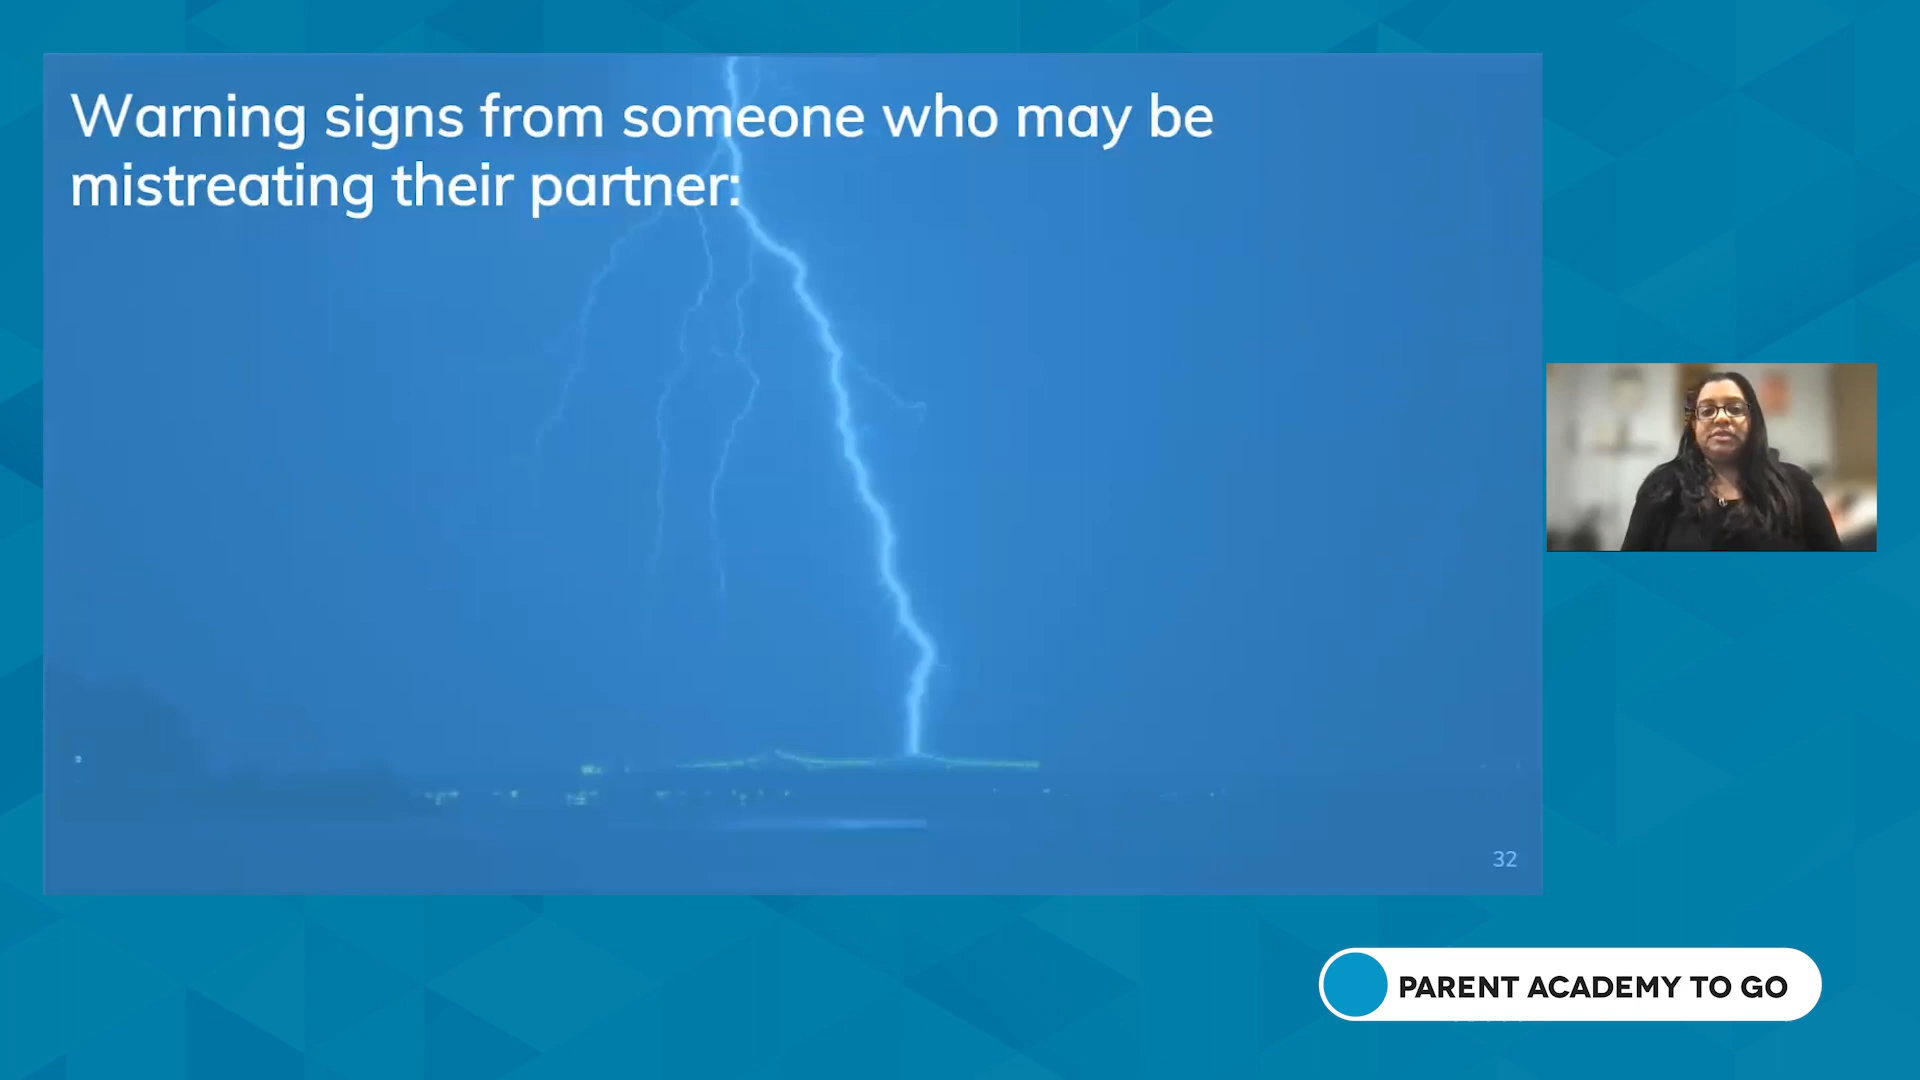 Warning signs from someone who may be
mistreating their partner:
32
PARENT ACADEMY TO GO